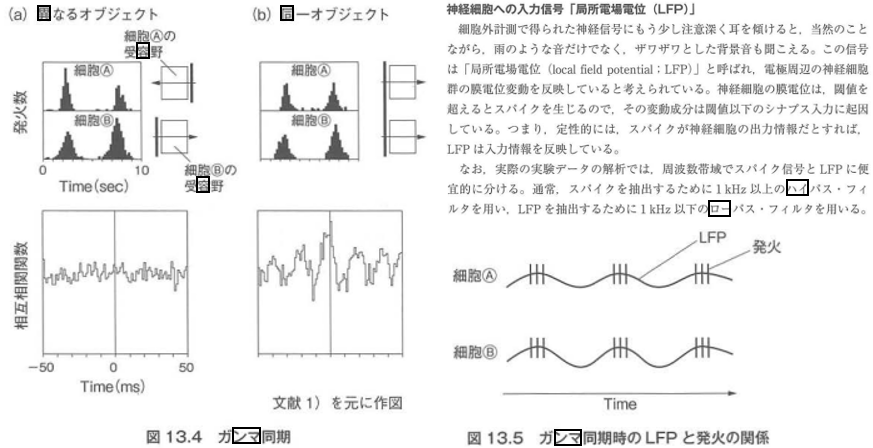 (a) 異なるオブジェクト
(b) 同一オブジェクト
細胞Ⓐの
受容野
細胞Ⓐ
細胞Ⓑ
発火数
細胞Ⓐ
細胞Ⓑ
細胞Ⓑの
受容野
0
10
Time(sec)
相互相関関数
-50
0
50
Time(ms)
文献 1) を元に作図
図 13.4 ガンマ同期
神経細胞への入力信号「局所電場電位（LFP）」
細胞外計測で得られた神経信号にもう少し注意深く耳を傾けると，当然のこと
ながら，雨のような音だけでなく，ザワザワとした背景音も聞こえる。この信号
は「局所電場電位（local field potential；LFP）」と呼ばれ，電極周辺の神経細胞
群の膜電位変動を反映していると考えられている。神経細胞の膜電位は，閾値を
超えるとスパイクを生じるので，その変動成分は閾値以下のシナプス入力に起因
している。つまり，定性的には，スパイクが神経細胞の出力情報だとすれば，
LFP は入力情報を反映している。
なお，実際の実験データの解析では，周波数帯域でスパイク信号と LFP に便
宜的に分ける。通常，スパイクを抽出するために 1 kHz 以上のハイパス・フィ
ルタを用い，LFP を抽出するために 1 kHz 以下のローパス・フィルタを用いる。
LFP
発火
細胞Ⓐ
細胞Ⓑ
Time
図 13.5 ガンマ同期時の LFP と発火の関係